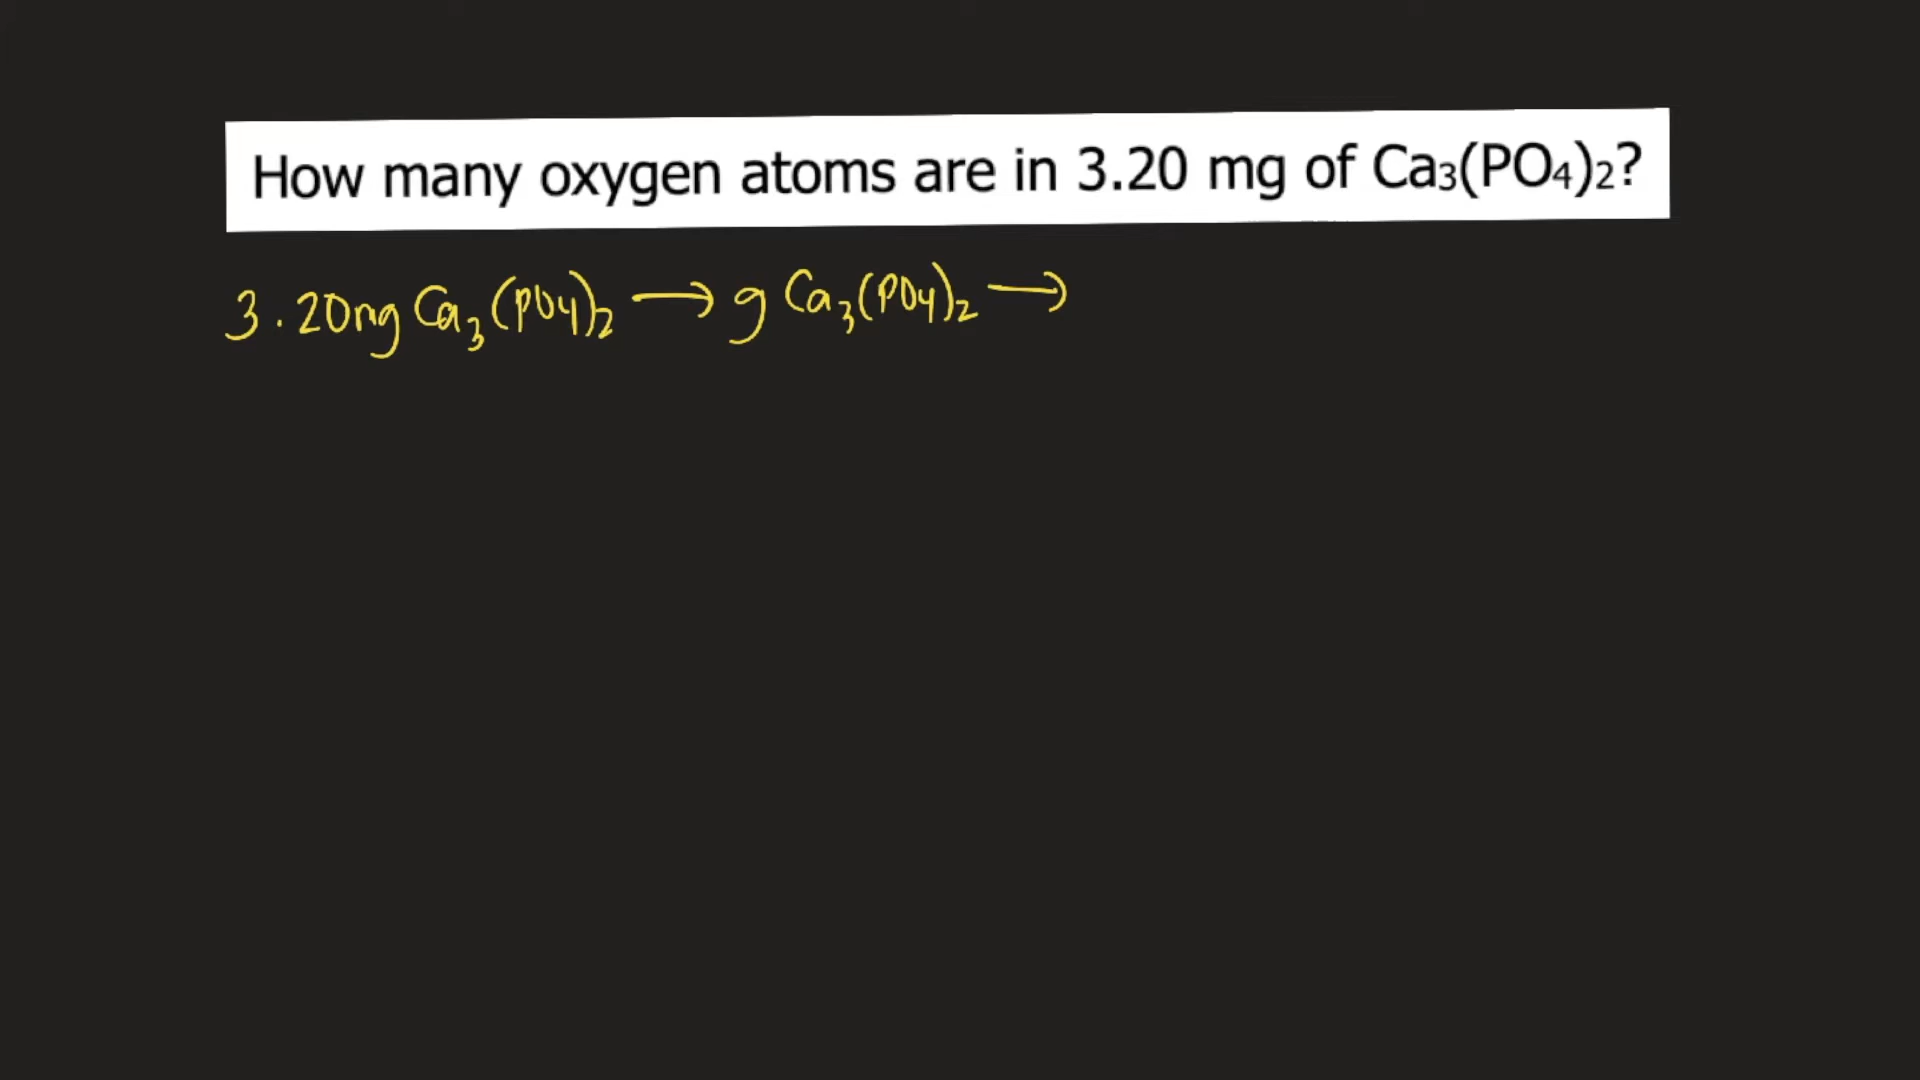 How many oxygen atoms are in 3.20 mg of Ca₃(PO₄)₂?
3.20mg Ca₃(PO₄)₂ → g Ca₃(PO₄)₂ →